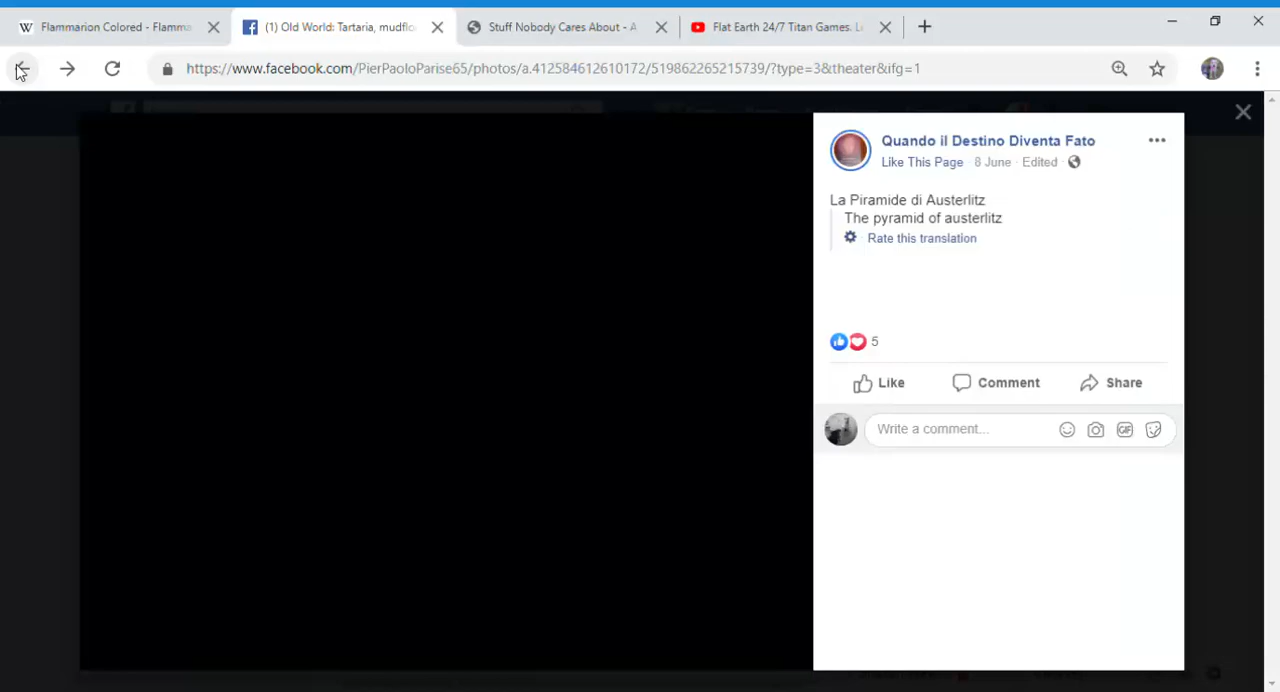 Flammarion Colored - Flamma
(1) Old World: Tartaria, mudflo
Stuff Nobody Cares About - A
Flat Earth 24/7 Titan Games. L
https://www.facebook.com/PierPaoloParise65/photos/a.412584612610172/519862265215739/?type=3&theater&ifg=1
Quando il Destino Diventa Fato
Like This Page · 8 June · Edited ·
La Piramide di Austerlitz
The pyramid of austerlitz
· Rate this translation
5
Like Comment Share
Write a comment... GIF